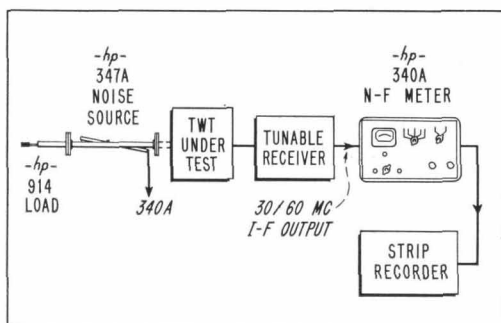 -hp-
347A
NOISE
SOURCE
-hp-
914
LOAD
340A
TWT
UNDER
TEST
TUNABLE
RECEIVER
30/60 MC
I-F OUTPUT
-hp-
340A
N-F METER
STRIP
RECORDER